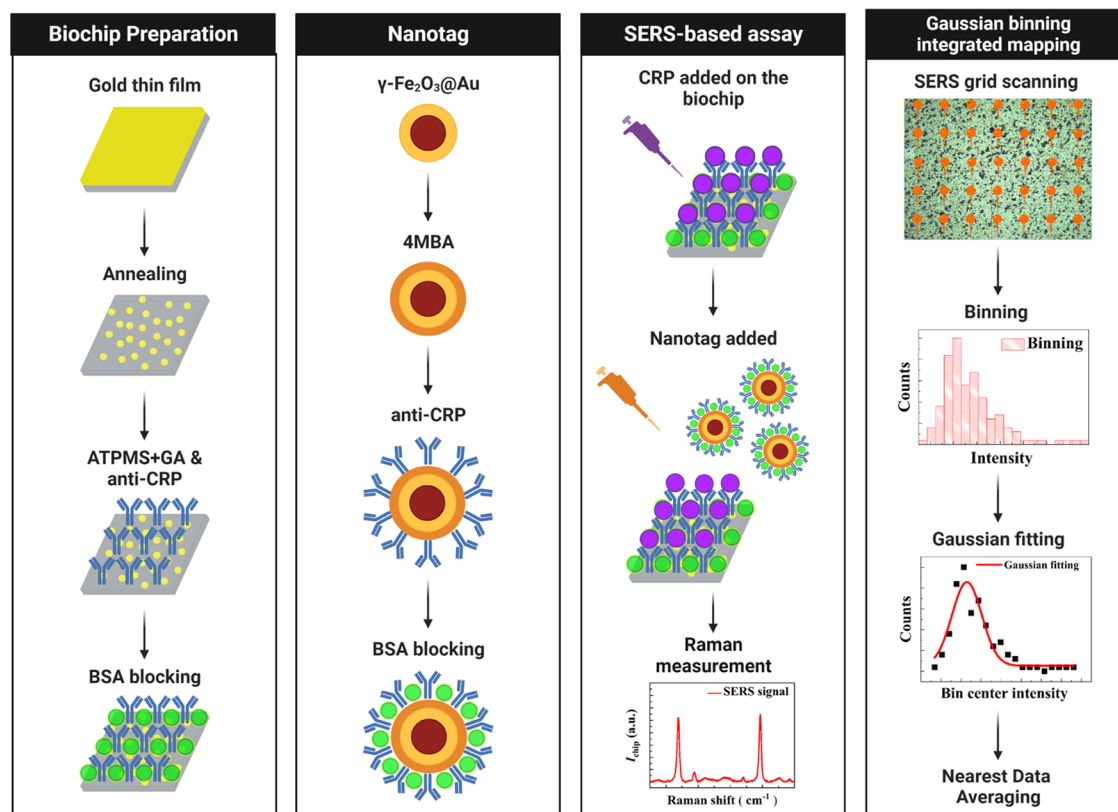 Biochip Preparation
Gold thin film
Annealing
ATPMS+GA &
anti-CRP
BSA blocking
Nanotag
γ-Fe₂O₃@Au
4MBA
anti-CRP
BSA blocking
SERS-based assay
CRP added on the
biochip
Nanotag added
Raman
measurement
SERS signal
I chip (a.u.)
Raman shift ( cm⁻¹)
Gaussian binning
integrated mapping
SERS grid scanning
Binning
Binning
Counts
Intensity
Gaussian fitting
Gaussian fitting
Counts
Bin center intensity
Nearest Data
Averaging